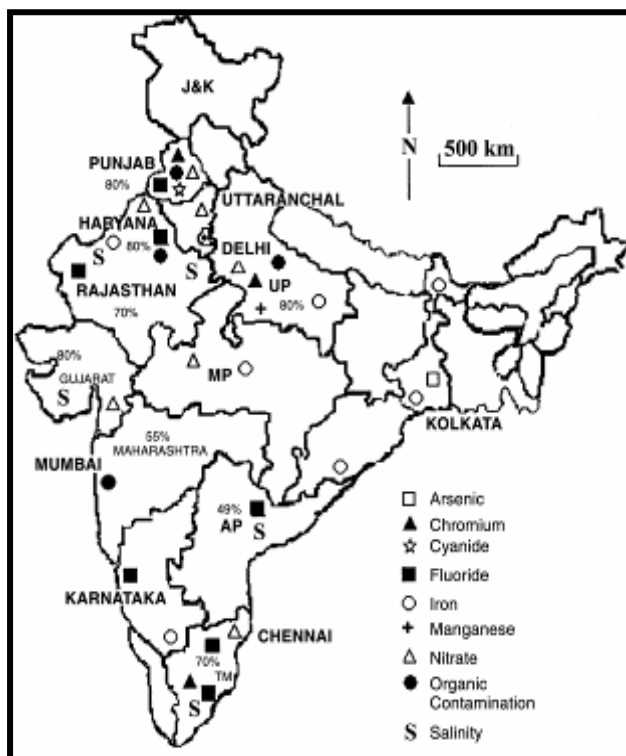 J&K
N
500 km
PUNJAB
80%
UTTARANCHAL
HARYANA
S
80%
S
DELHI
UP
80%
RAJASTHAN
70%
80%
GUJARAT
S
MP
KOLKATA
55%
MAHARASHTRA
MUMBAI
49%
AP
S
KARNATAKA
CHENNAI
70%
TM
S
Arsenic
Chromium
Cyanide
Fluoride
Iron
Manganese
Nitrate
Organic
Contamination
S Salinity